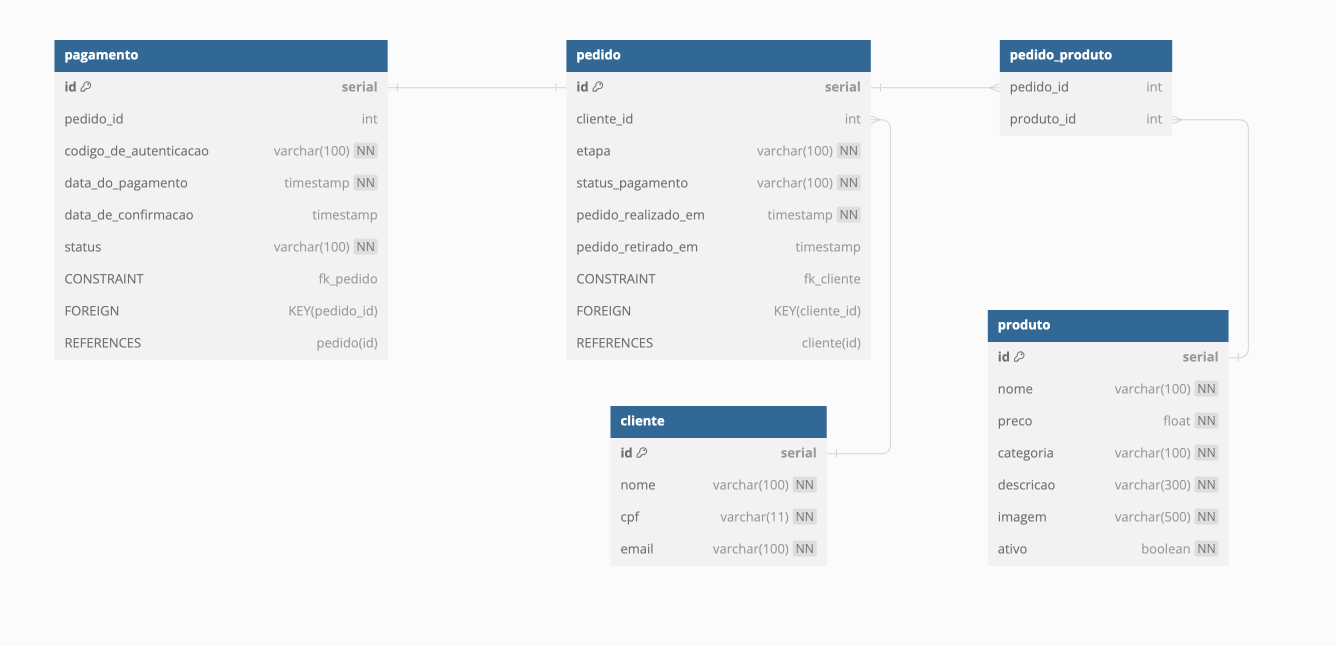 pagamento
id serial
pedido_id int
codigo_de_autenticacao varchar(100) NN
data_do_pagamento timestamp NN
data_de_confirmacao timestamp
status varchar(100) NN
CONSTRAINT fk_pedido
FOREIGN KEY(pedido_id)
REFERENCES pedido(id)
pedido
id serial
cliente_id int
etapa varchar(100) NN
status_pagamento varchar(100) NN
pedido_realizado_em timestamp NN
pedido_retirado_em timestamp
CONSTRAINT fk_cliente
FOREIGN KEY(cliente_id)
REFERENCES cliente(id)
pedido_produto
pedido_id int
produto_id int
cliente
id serial
nome varchar(100) NN
cpf varchar(11) NN
email varchar(100) NN
produto
id serial
nome varchar(100) NN
preco float NN
categoria varchar(100) NN
descricao varchar(300) NN
imagem varchar(500) NN
ativo boolean NN